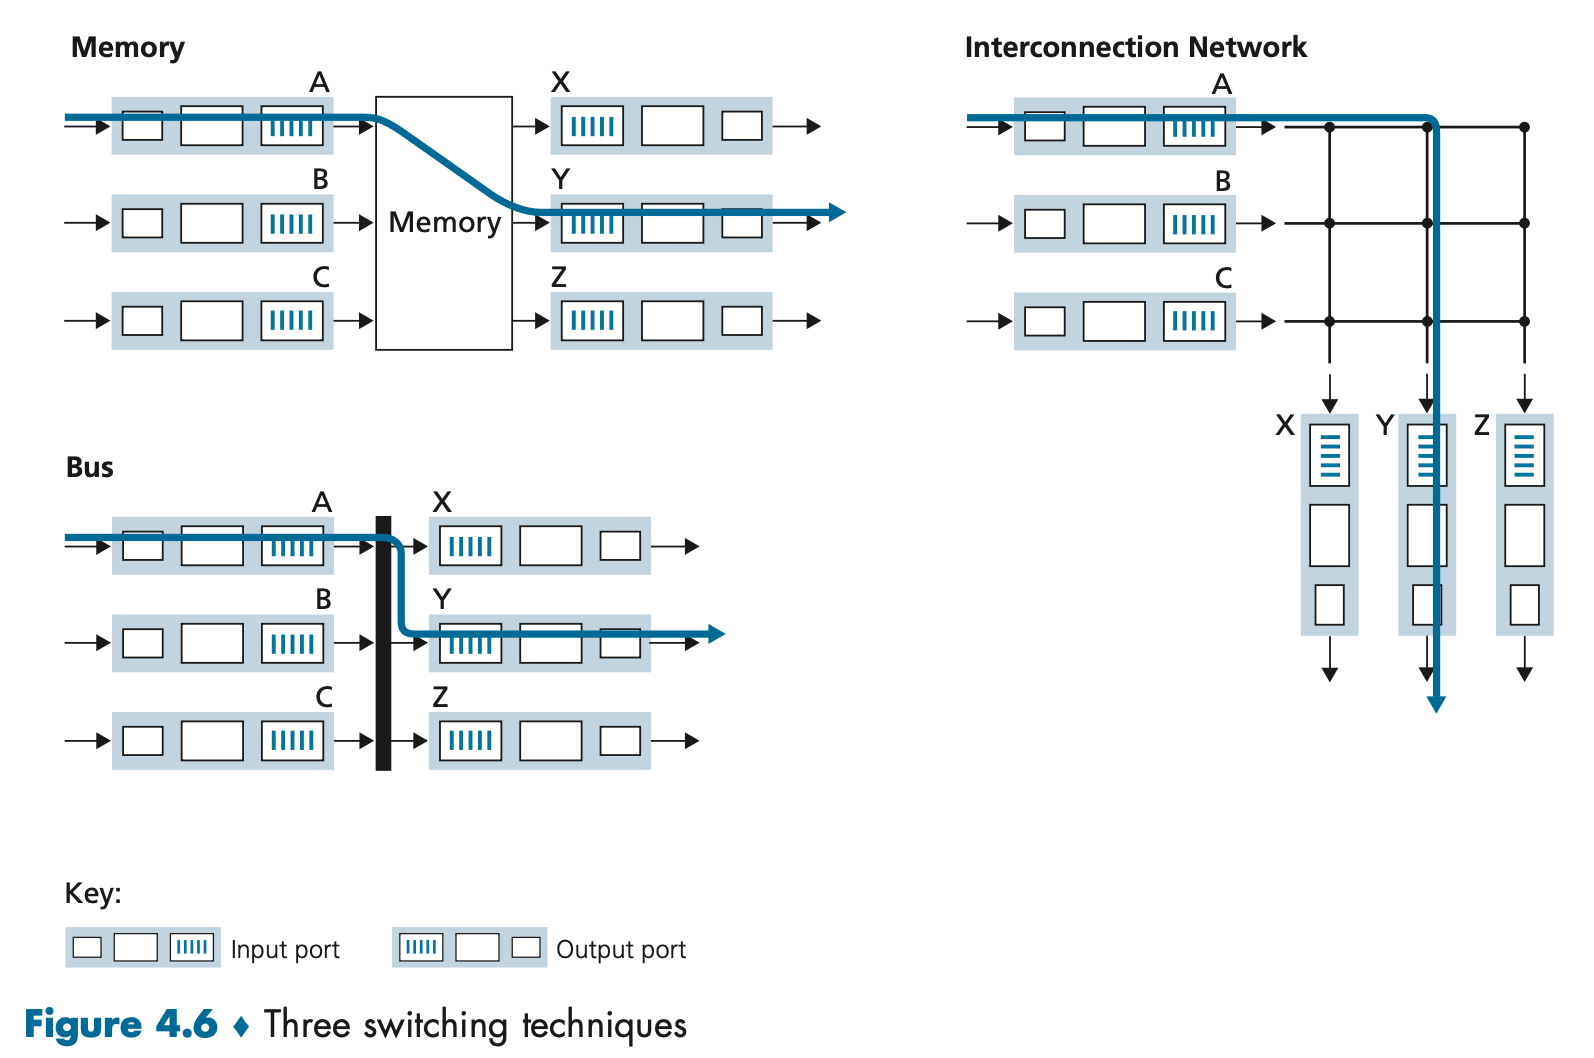 Memory
A
X
B
Y
Memory
C
Z
Interconnection Network
A
B
C
X
Y
Z
Bus
A
X
B
Y
C
Z
Key:
Input port
Output port
Figure 4.6 ♦ Three switching techniques